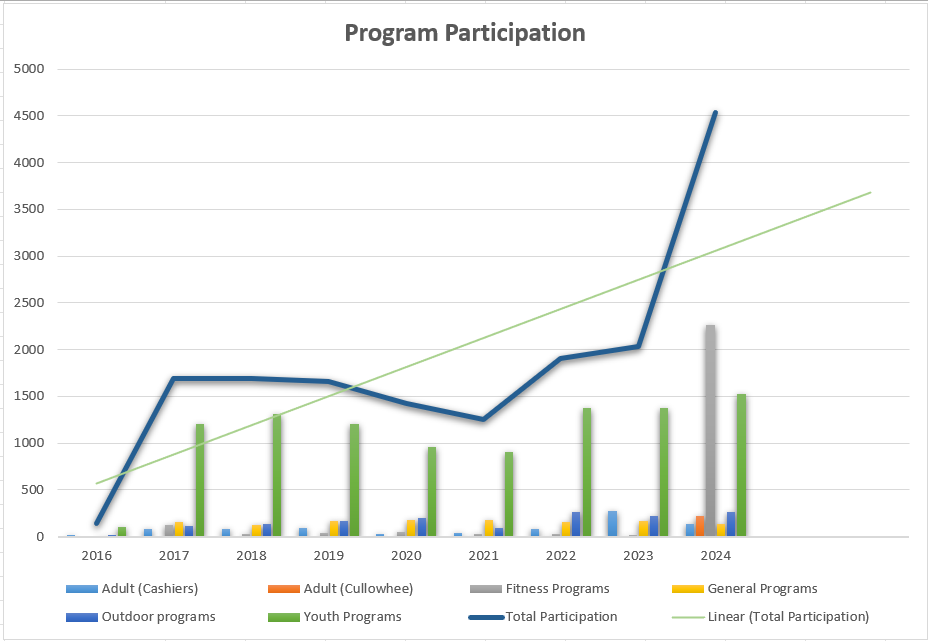 Program Participation
5000
4500
4000
3500
3000
2500
2000
1500
1000
500
0
2016 2017 2018 2019 2020 2021 2022 2023 2024
Adult (Cashiers) Adult (Cullowhee) Fitness Programs General Programs
Outdoor programs Youth Programs Total Participation Linear (Total Participation)